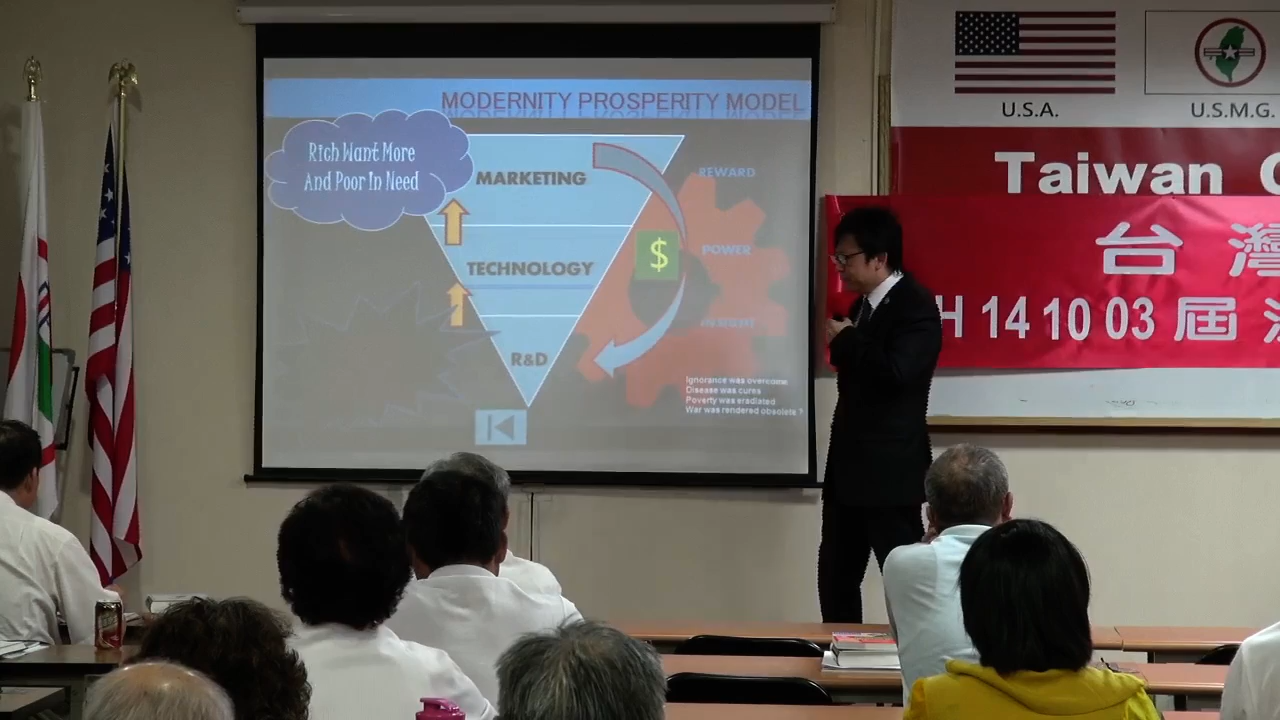 MODERNITY PROSPERITY MODEL
Rich Want More
And Poor In Need
MARKETING
TECHNOLOGY
R&D
$
REWARD
POWER
Ignorance was overcome
Disease was cures
Poverty was eradiated
War was rendered obsolets ?
U.S.A.
U.S.M.G.
Taiwan C
台灣
H 14 10 03 屆